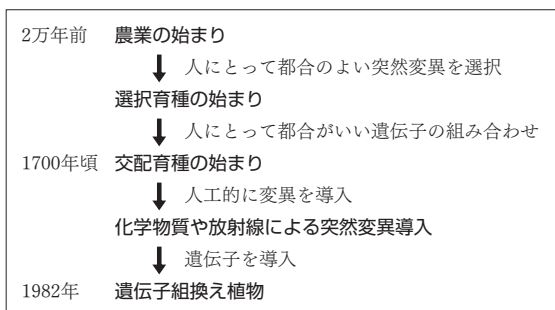 2万年前 農業の始まり
人にとって都合のよい突然変異を選択
選択育種の始まり
人にとって都合がいい遺伝子の組み合わせ
1700年頃 交配育種の始まり
人工的に変異を導入
化学物質や放射線による突然変異導入
遺伝子を導入
1982年 遺伝子組換え植物